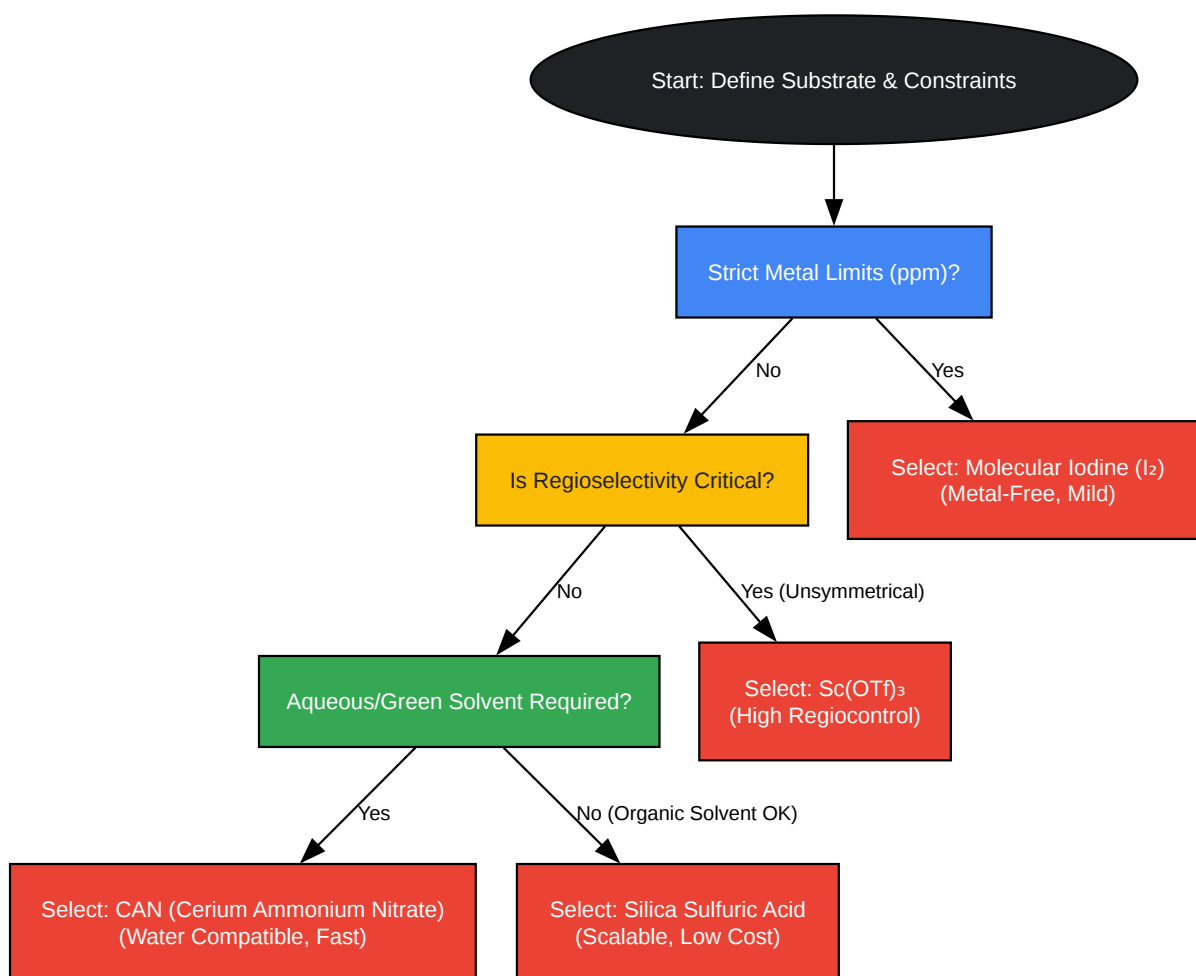 Start: Define Substrate & Constraints
Strict Metal Limits (ppm)?
No
Yes
Is Regioselectivity Critical?
Select: Molecular Iodine (I₂)
(Metal-Free, Mild)
No
Yes (Unsymmetrical)
Aqueous/Green Solvent Required?
Select: Sc(OTf)₃
(High Regiocontrol)
Yes
No (Organic Solvent OK)
Select: CAN (Cerium Ammonium Nitrate)
(Water Compatible, Fast)
Select: Silica Sulfuric Acid
(Scalable, Low Cost)